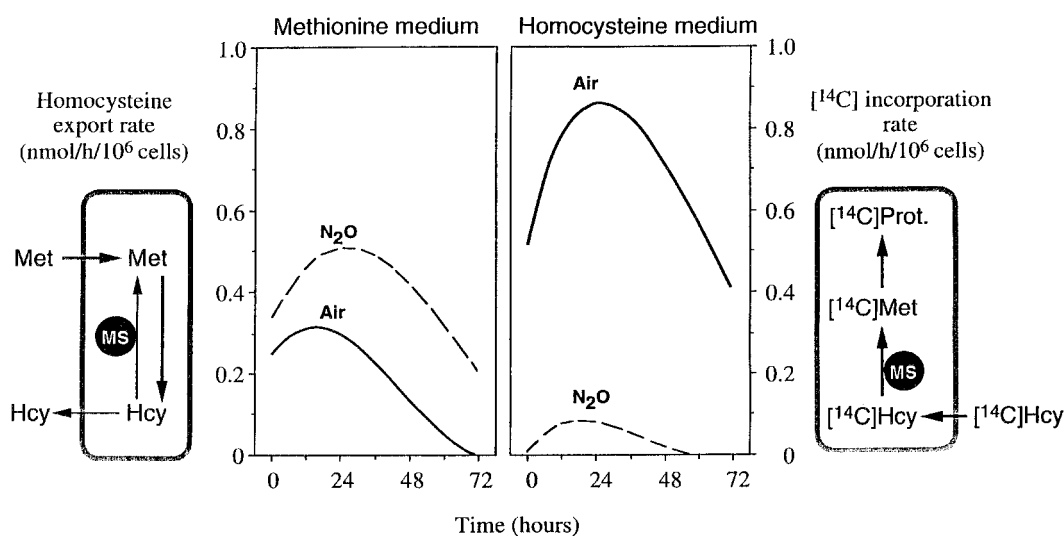 Methionine medium
Homocysteine medium
Homocysteine
export rate
(nmol/h/10⁶ cells)
Met
Met
MS
Hcy
Hcy
1.0
0.8
0.6
0.4
0.2
0
N₂O
Air
0
24
48
72
Air
N₂O
0
24
48
72
1.0
0.8
0.6
0.4
0.2
0
Time (hours)
[¹⁴C] incorporation
rate
(nmol/h/10⁶ cells)
[¹⁴C]Prot.
[¹⁴C]Met
MS
[¹⁴C]Hcy
[¹⁴C]Hcy